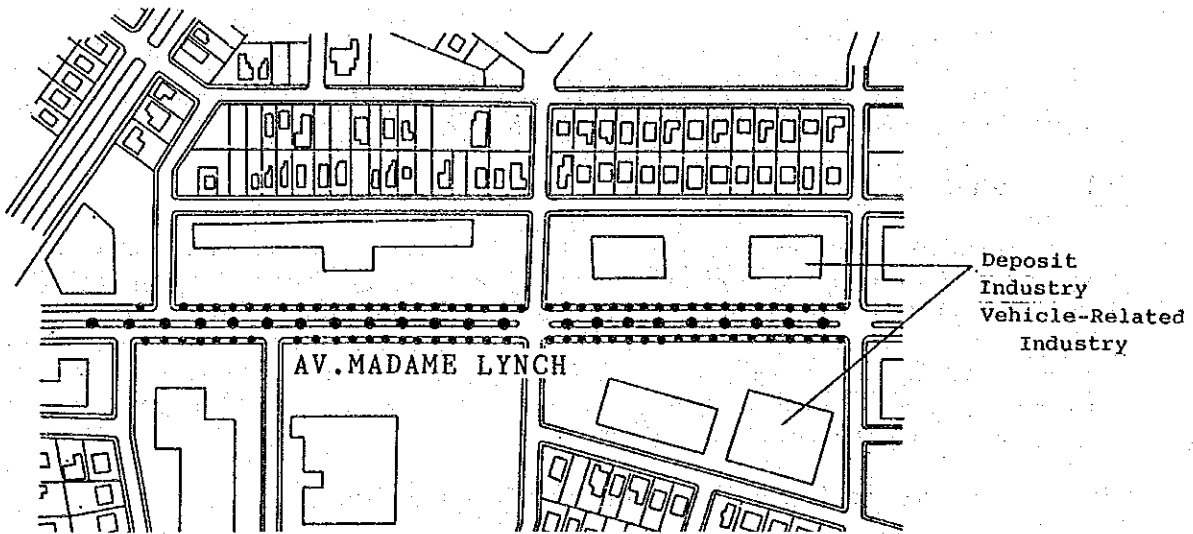 Deposit
Industry
Vehicle-Related
Industry
AV.MADAME LYNCH